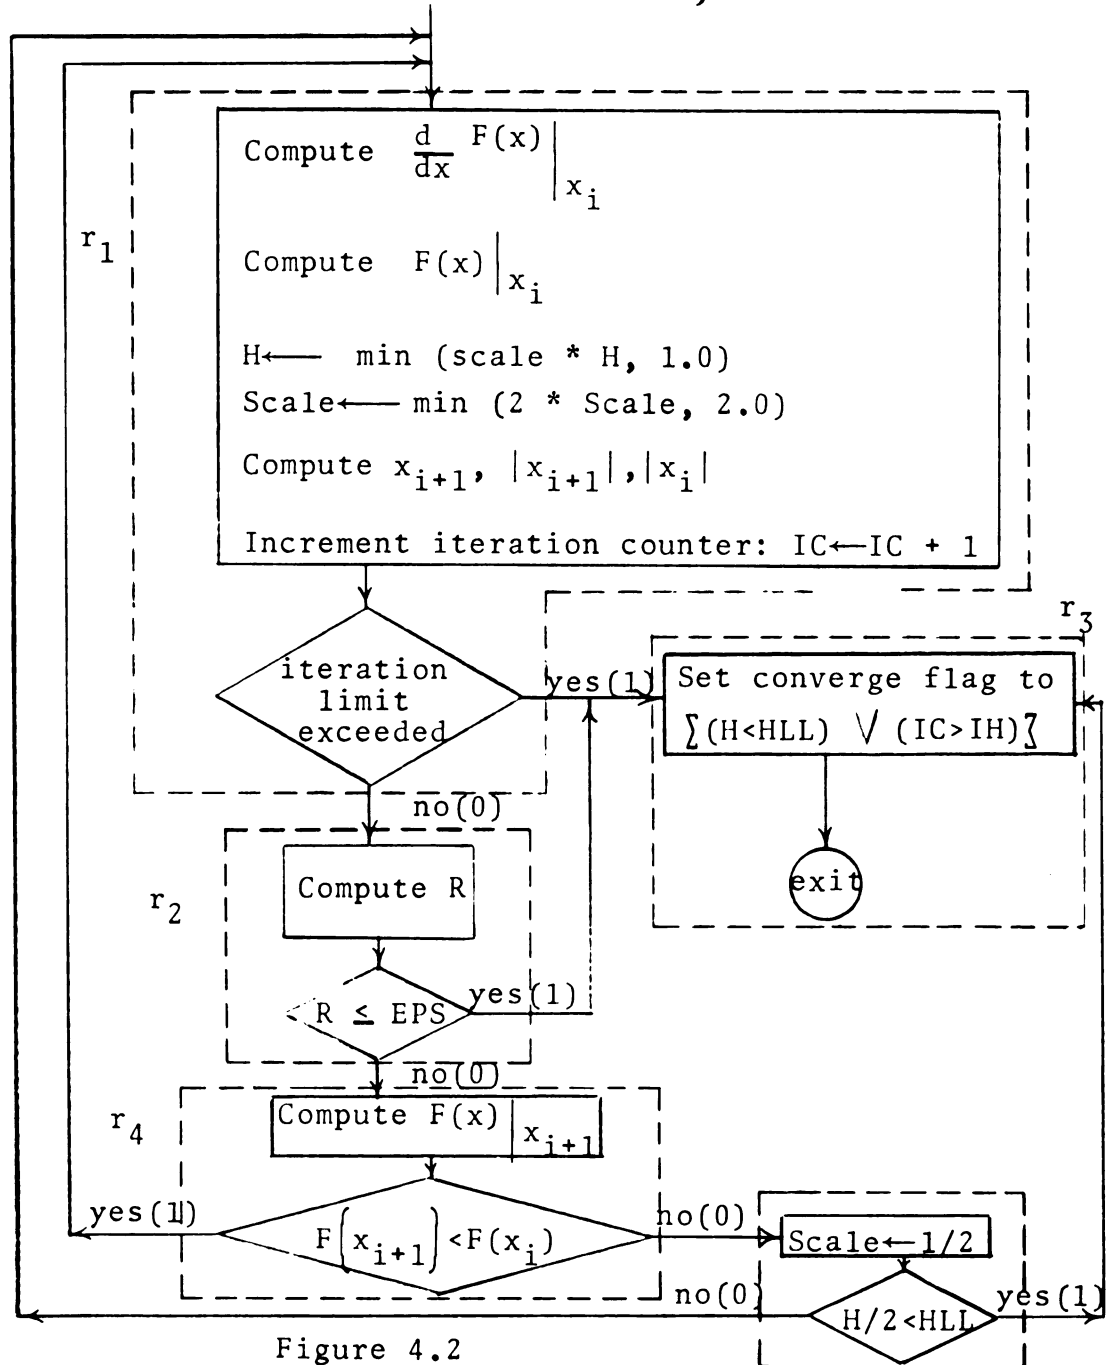 Compute d/dx F(x)|x_i
r_1
Compute F(x)|x_i
H← min (scale * H, 1.0)
Scale← min (2 * Scale, 2.0)
Compute x_{i+1}, |x_{i+1}|,|x_i|
Increment iteration counter: IC←IC + 1
r_3
iteration
limit
exceeded
yes(1)
Set converge flag to
[(H<HLL) ∨ (IC>IH)]
no(0)
exit
Compute R
r_2
R ≤ EPS
yes(1)
no(0)
r_4
Compute F(x)|x_{i+1}
yes(1)
F(x_{i+1})<F(x_i)
no(0)
Scale←1/2
no(0)
H/2<HLL
yes(1)
Figure 4.2